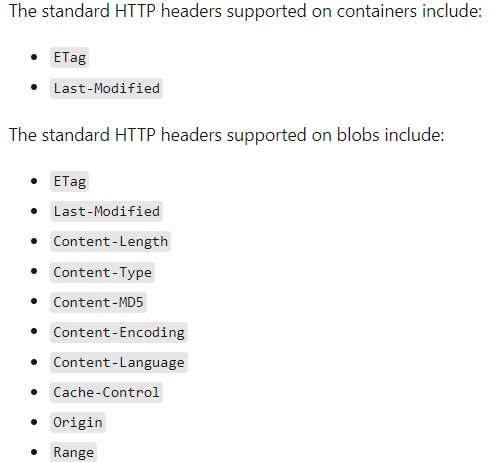 The standard HTTP headers supported on containers include:
ETag
Last-Modified
The standard HTTP headers supported on blobs include:
ETag
Last-Modified
Content-Length
Content-Type
Content-MD5
Content-Encoding
Content-Language
Cache-Control
Origin
Range